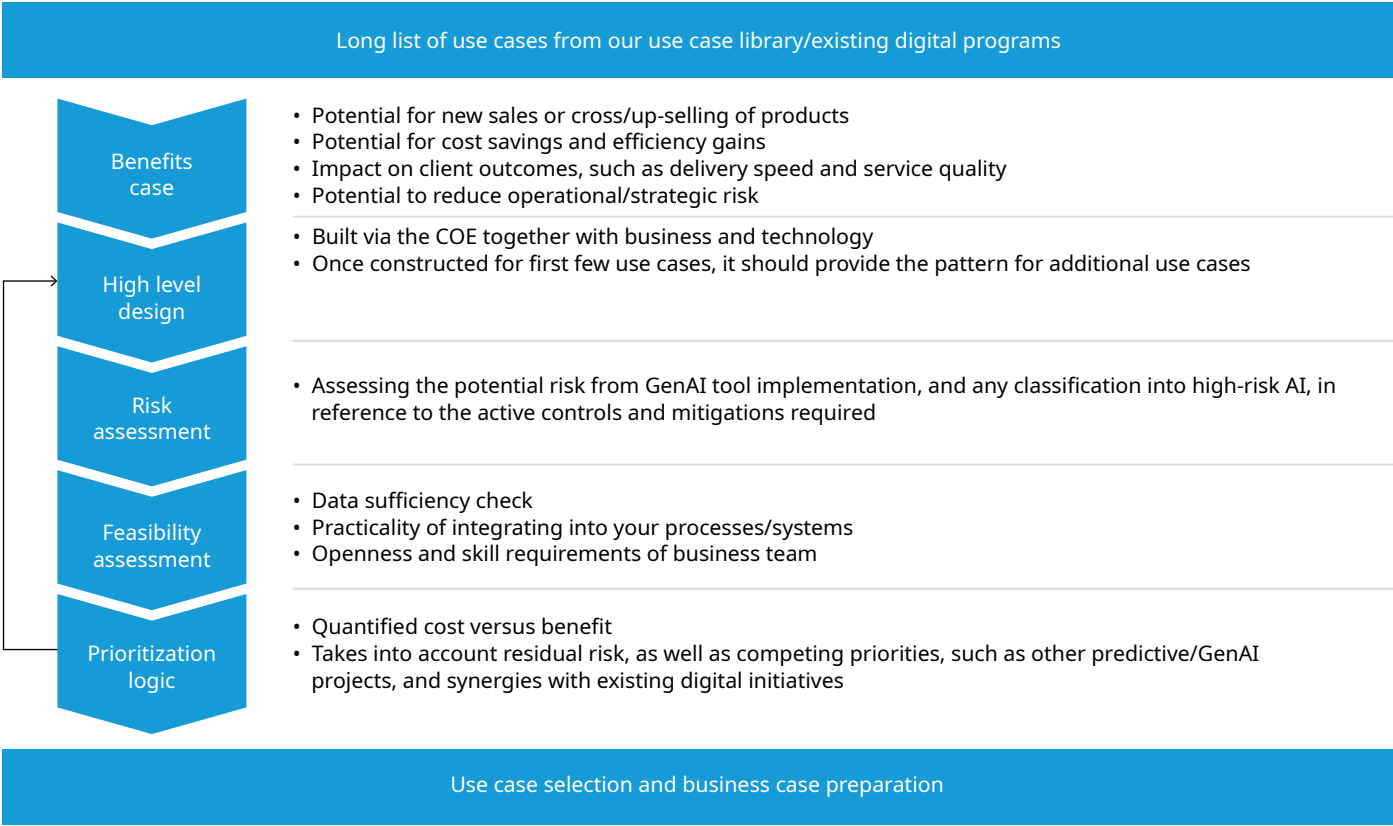 Long list of use cases from our use case library/existing digital programs
Benefits
case
• Potential for new sales or cross/up-selling of products
• Potential for cost savings and efficiency gains
• Impact on client outcomes, such as delivery speed and service quality
• Potential to reduce operational/strategic risk
High level
design
• Built via the COE together with business and technology
• Once constructed for first few use cases, it should provide the pattern for additional use cases
Risk
assessment
• Assessing the potential risk from GenAI tool implementation, and any classification into high-risk AI, in
reference to the active controls and mitigations required
Feasibility
assessment
• Data sufficiency check
• Practicality of integrating into your processes/systems
• Openness and skill requirements of business team
Prioritization
logic
• Quantified cost versus benefit
• Takes into account residual risk, as well as competing priorities, such as other predictive/GenAI
projects, and synergies with existing digital initiatives
Use case selection and business case preparation